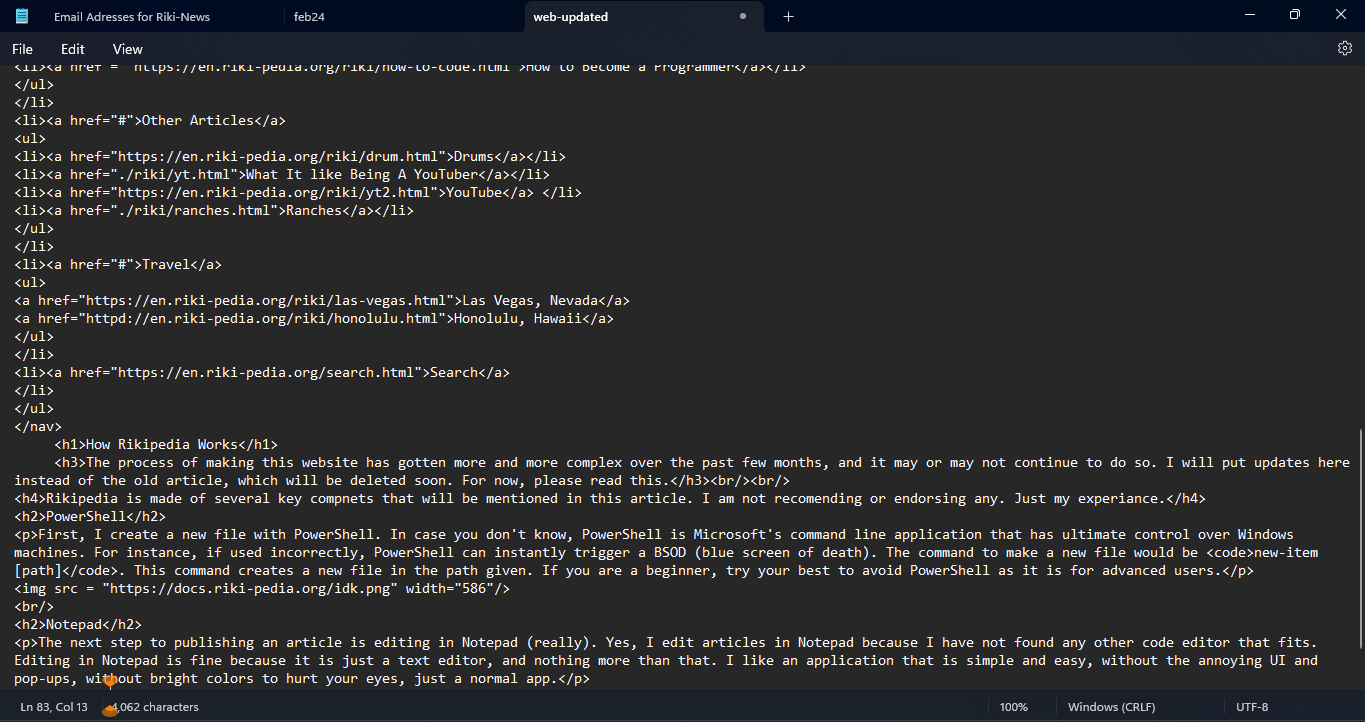 Email Adresses for Riki-News
feb24
web-updated
File Edit View
<li><a href = "https://en.riki-pedia.org/riki/how-to-code.html">How to Become a Programmer</a></li>
</ul>
</li>
<li><a href="#">Other Articles</a>
<ul>
<li><a href="https://en.riki-pedia.org/riki/drum.html">Drums</a></li>
<li><a href="./riki/yt.html">What It like Being A YouTuber</a></li>
<li><a href="https://en.riki-pedia.org/riki/yt2.html">YouTube</a> </li>
<li><a href="./riki/ranches.html">Ranches</a></li>
</ul>
</li>
<li><a href="#">Travel</a>
<ul>
<a href="https://en.riki-pedia.org/riki/las-vegas.html">Las Vegas, Nevada</a>
<a href="httpd://en.riki-pedia.org/riki/honolulu.html">Honolulu, Hawaii</a>
</ul>
</li>
<li><a href="https://en.riki-pedia.org/search.html">Search</a>
</li>
</ul>
</nav>
<h1>How Rikipedia Works</h1>
<h3>The process of making this website has gotten more and more complex over the past few months, and it may or may not continue to do so. I will put updates here
instead of the old article, which will be deleted soon. For now, please read this.</h3><br/><br/>
<h4>Rikipedia is made of several key compnets that will be mentioned in this article. I am not recomending or endorsing any. Just my experiance.</h4>
<h2>PowerShell</h2>
<p>First, I create a new file with PowerShell. In case you don't know, PowerShell is Microsoft's command line application that has ultimate control over Windows
machines. For instance, if used incorrectly, PowerShell can instantly trigger a BSOD (blue screen of death). The command to make a new file would be <code>new-item
[path]</code>. This command creates a new file in the path given. If you are a beginner, try your best to avoid PowerShell as it is for advanced users.</p>
<img src = "https://docs.riki-pedia.org/idk.png" width="586"/>
<br/>
<h2>Notepad</h2>
<p>The next step to publishing an article is editing in Notepad (really). Yes, I edit articles in Notepad because I have not found any other code editor that fits.
Editing in Notepad is fine because it is just a text editor, and nothing more than that. I like an application that is simple and easy, without the annoying UI and
pop-ups, without bright colors to hurt your eyes, just a normal app.</p>
Ln 83, Col 13 4,062 characters 100% Windows (CRLF) UTF-8